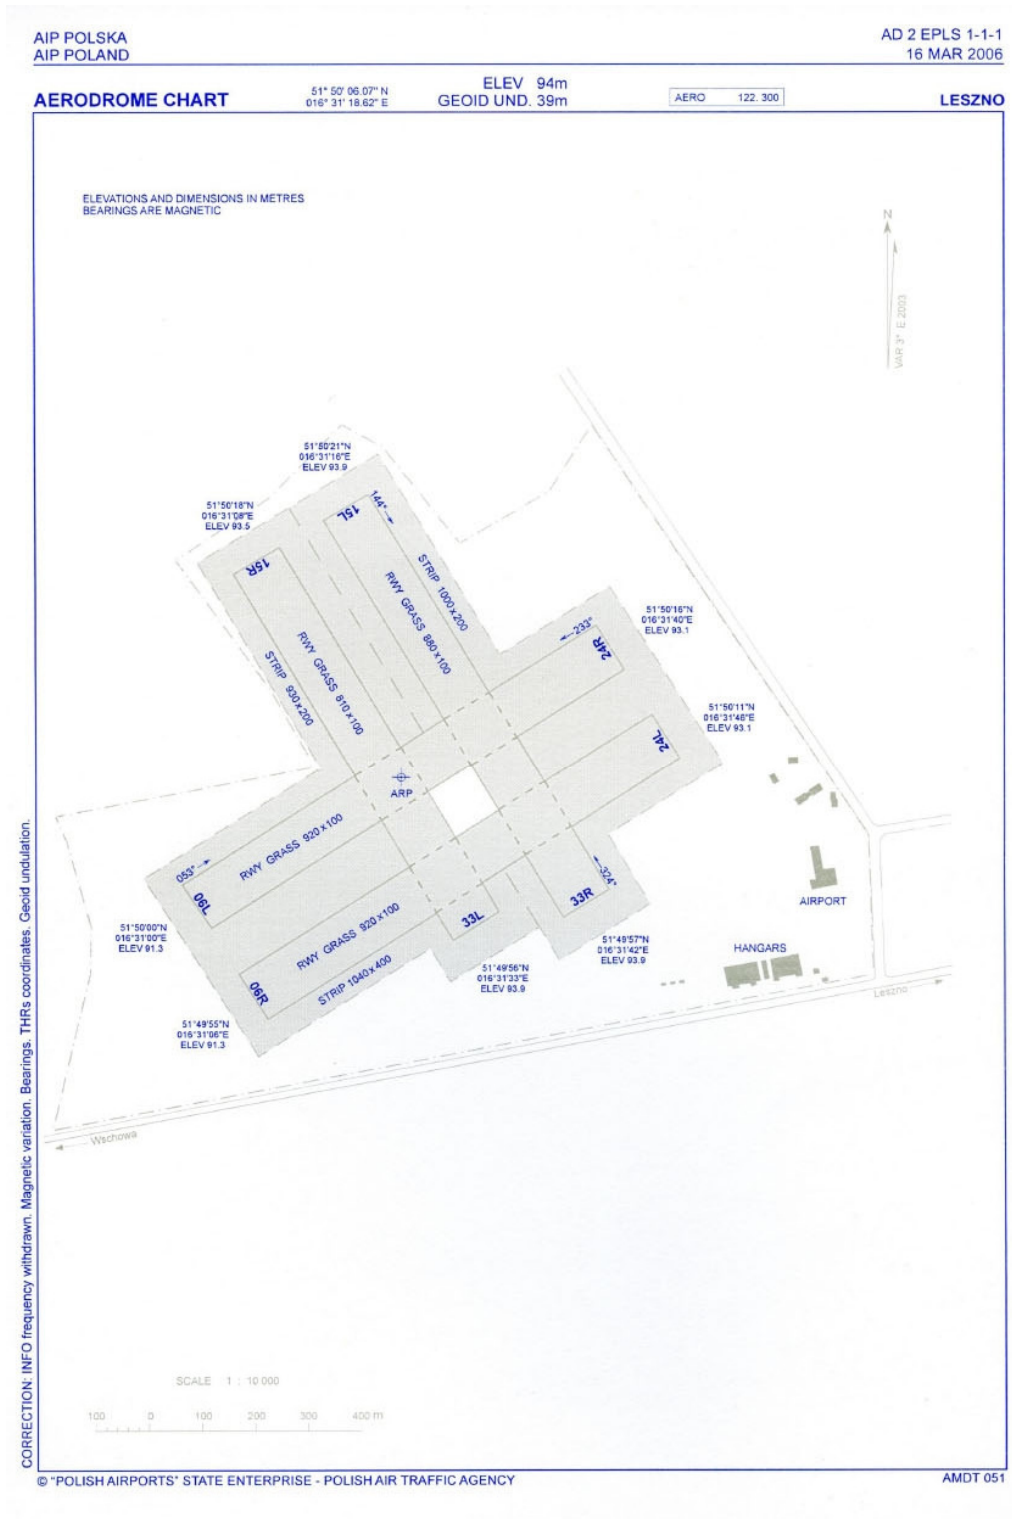 AIP POLSKA
AIP POLAND
AD 2 EPLS 1-1-1
16 MAR 2006
AERODROME CHART
51° 50' 06.07" N
016° 31' 18.62" E
ELEV 94m
GEOID UND. 39m
AERO 122. 300
LESZNO
ELEVATIONS AND DIMENSIONS IN METRES
BEARINGS ARE MAGNETIC
N
VAR 3° E 2003
51°50'21"N
016°31'16"E
ELEV 93.9
51°50'18"N
016°31'08"E
ELEV 93.5
144°
15L
15R
STRIP 1000x200
RWY GRASS 880x100
RWY GRASS 810x100
STRIP 930x200
233°
24R
51°50'16"N
016°31'40"E
ELEV 93.1
24L
51°50'11"N
016°31'46"E
ELEV 93.1
ARP
RWY GRASS 920x100
053°
09L
RWY GRASS 920x100
STRIP 1040x400
09R
33L
33R
324°
51°50'00"N
016°31'00"E
ELEV 91.3
51°49'57"N
016°31'42"E
ELEV 93.9
51°49'56"N
016°31'33"E
ELEV 93.9
51°49'55"N
016°31'06"E
ELEV 91.3
AIRPORT
HANGARS
Leszno
Wschowa
CORRECTION: INFO frequency withdrawn. Magnetic variation. Bearings. THRs coordinates. Geoid undulation.
SCALE 1 : 10 000
100 0 100 200 300 400 m
© "POLISH AIRPORTS" STATE ENTERPRISE - POLISH AIR TRAFFIC AGENCY
AMDT 051